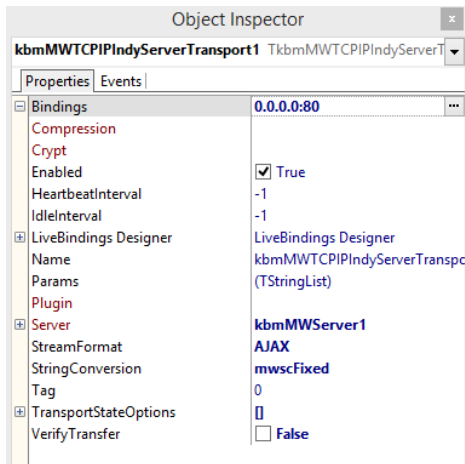 Object Inspector x
kbmMWTCPIPIndyServerTransport1 TkbmMWTCPIPIndyServerT
Properties Events
Bindings 0.0.0.0:80 ...
Compression
Crypt
Enabled True
HeartbeatInterval -1
IdleInterval -1
LiveBindings Designer LiveBindings Designer
Name kbmMWTCPIPIndyServerTranspo
Params (TStringList)
Plugin
Server kbmMWServer1
StreamFormat AJAX
StringConversion mwscFixed
Tag 0
TransportStateOptions []
VerifyTransfer False